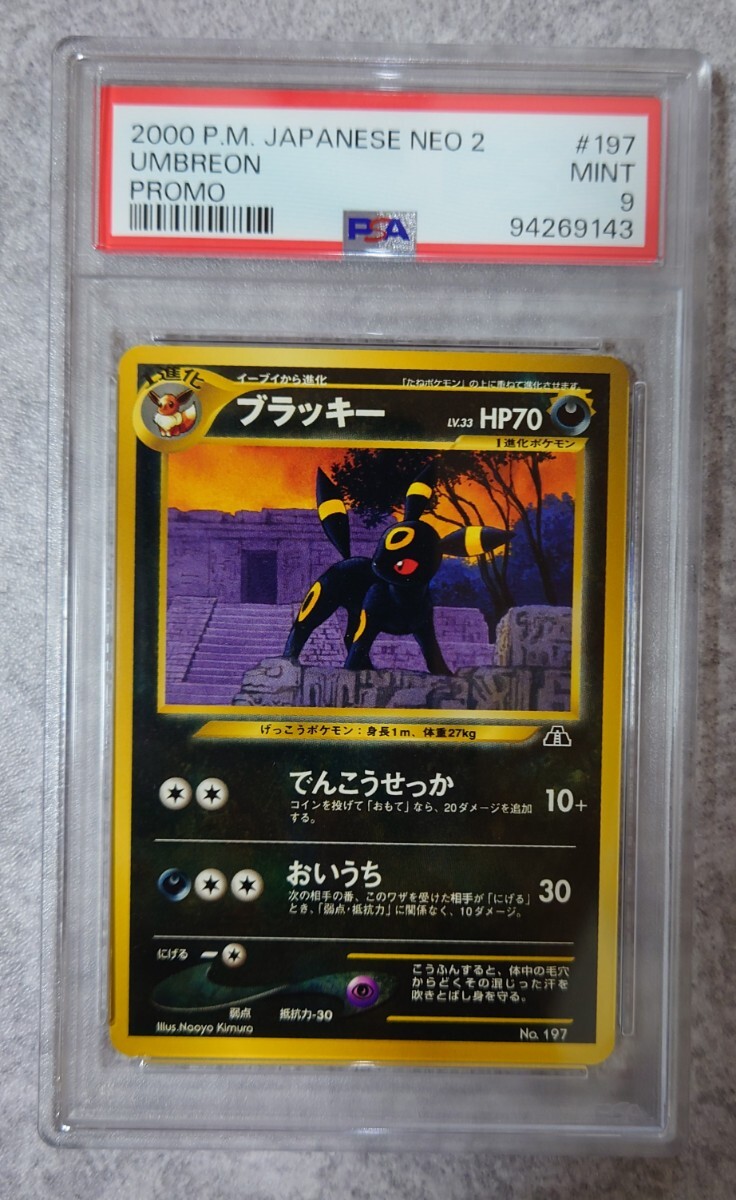 2000 P.M. JAPANESE NEO 2 #197
UMBREON MINT
PROMO 9
PSA 94269143
1進化
イーブイから進化 「たねポケモン」の上に重ねて進化させます。
ブラッキー LV.33 HP70
1進化ポケモン
げっこうポケモン:身長1m、体重27kg
でんこうせっか 10+
コインを投げて「おもて」なら、20ダメージを追加
する。
おいうち 30
次の相手の番、このワザを受けた相手が「にげる」
とき、「弱点・抵抗力」に関係なく、10ダメージ。
にげる
こうふんすると、体中の毛穴
からどくその混じった汗を
吹きとばし身を守る。
弱点 抵抗力-30
Illus.Naoyo Kimura No. 197